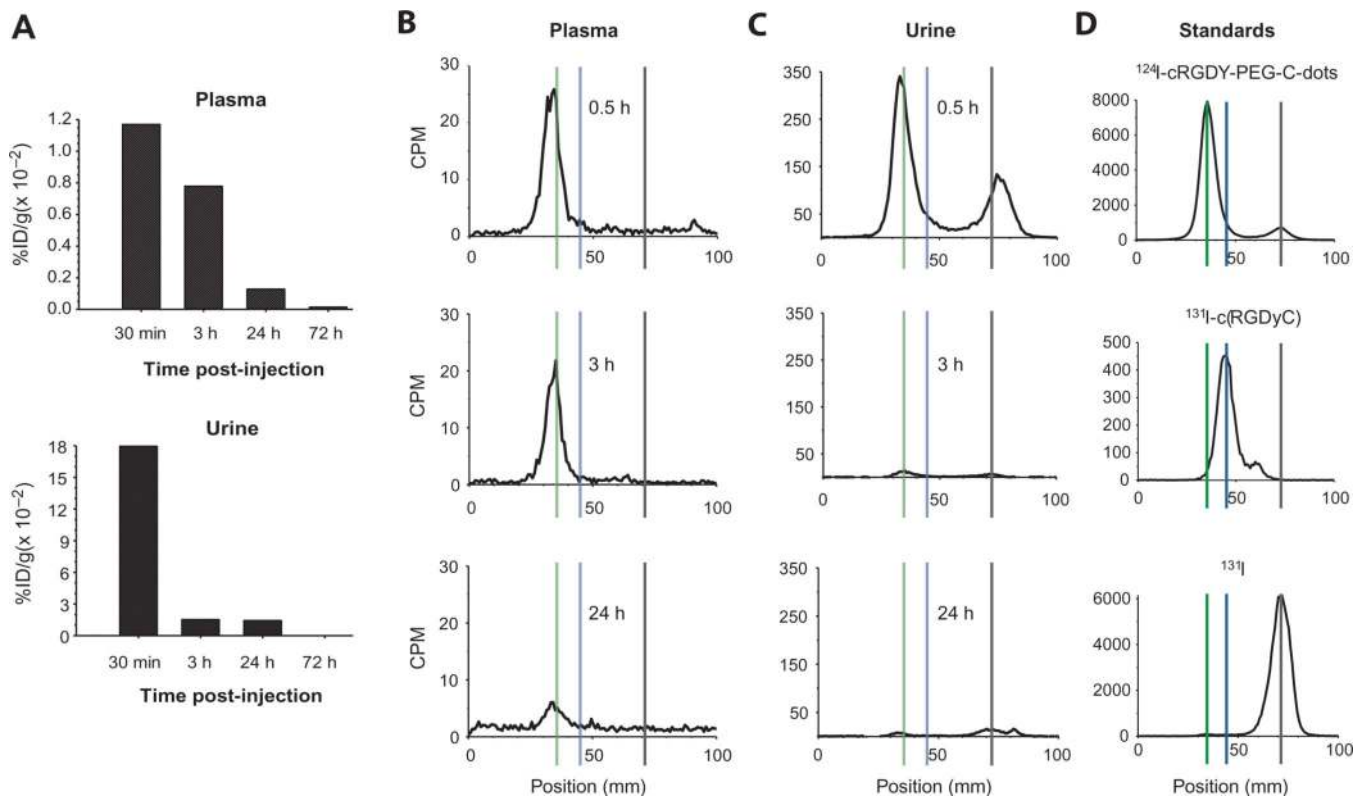 A
Plasma
%ID/g(x 10⁻²)
1.2
1.0
0.8
0.6
0.4
0.2
0.0
30 min 3 h 24 h 72 h
Time post-injection
Urine
%ID/g(x 10⁻²)
18
15
12
9
6
3
0
30 min 3 h 24 h 72 h
Time post-injection
B
Plasma
CPM
30
20
10
0
0.5 h
0 50 100
CPM
30
20
10
0
3 h
0 50 100
CPM
30
20
10
0
24 h
0 50 100
Position (mm)
C
Urine
350
250
150
50
0.5 h
0 50 100
350
250
150
50
3 h
0 50 100
350
250
150
50
24 h
0 50 100
Position (mm)
D
Standards
¹²⁴I-cRGDY-PEG-C-dots
8000
6000
4000
2000
0
0 50 100
¹³¹I-c(RGDyC)
500
400
300
200
100
0
0 50 100
¹³¹I
6000
4000
2000
0
0 50 100
Position (mm)